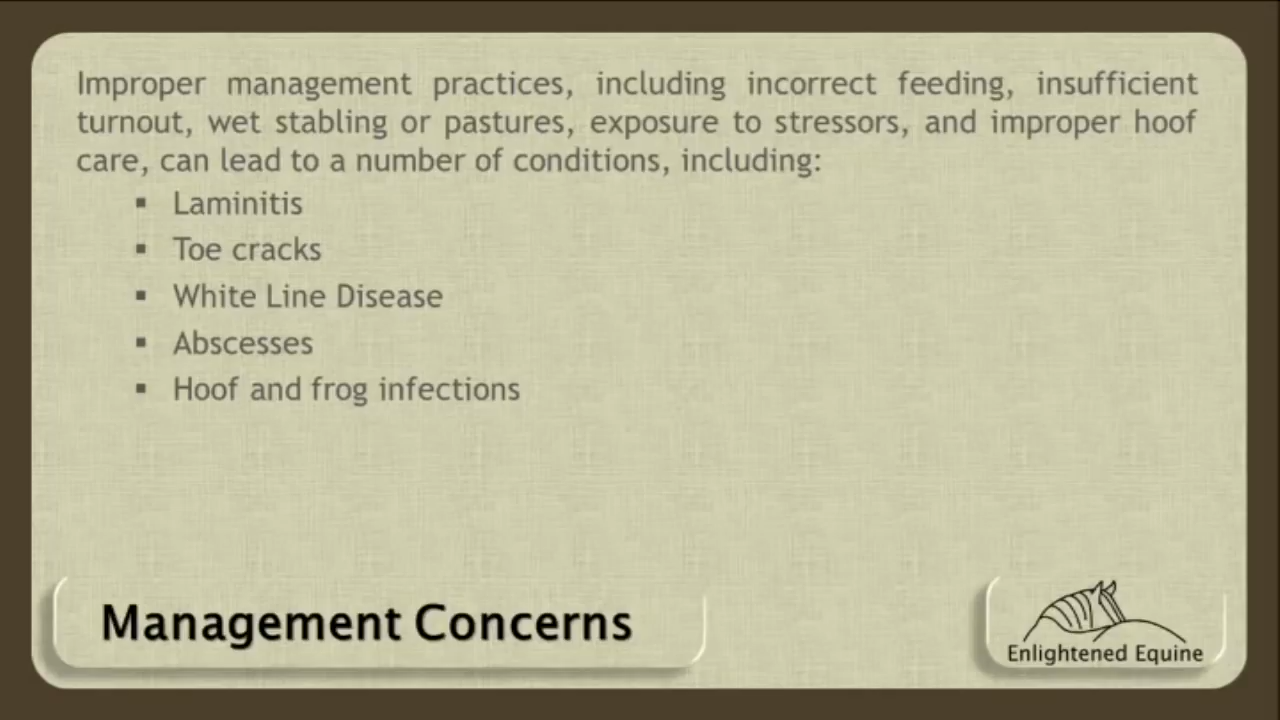 Improper management practices, including incorrect feeding, insufficient
turnout, wet stabling or pastures, exposure to stressors, and improper hoof
care, can lead to a number of conditions, including:
▪ Laminitis
▪ Toe cracks
▪ White Line Disease
▪ Abscesses
▪ Hoof and frog infections
Management Concerns
Enlightened Equine